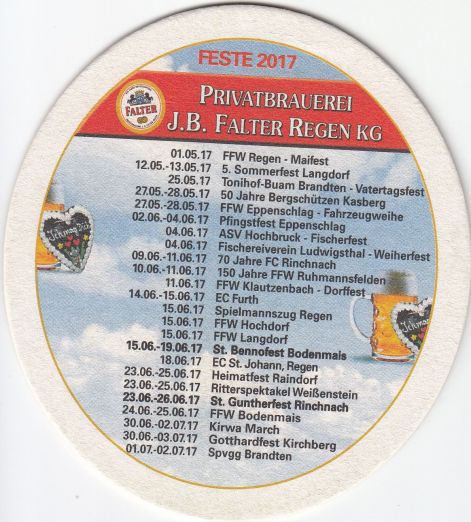 FESTE 2017
FALTER
PRIVATBRAUEREI
J.B. FALTER REGEN KG
01.05.17 FFW Regen - Maifest
12.05.-13.05.17 5. Sommerfest Langdorf
25.05.17 Tonihof-Buam Brandten - Vatertagsfest
27.05.-28.05.17 50 Jahre Bergschützen Kasberg
27.05.-28.05.17 FFW Eppenschlag - Fahrzeugweihe
02.06.-04.06.17 Pfingstfest Eppenschlag
04.06.17 ASV Hochbruck - Fischerfest
04.06.17 Fischereiverein Ludwigsthal - Weiherfest
09.06.-11.06.17 70 Jahre FC Rinchnach
10.06.-11.06.17 150 Jahre FFW Ruhmannsfelden
11.06.17 FFW Klautzenbach - Dorffest
14.06.-15.06.17 EC Furth
15.06.17 Spielmannszug Regen
15.06.17 FFW Hochdorf
15.06.17 FFW Langdorf
15.06.-19.06.17 St. Bennofest Bodenmais
18.06.17 EC St. Johann, Regen
23.06.-25.06.17 Heimatfest Raindorf
23.06.-25.06.17 Ritterspektakel Weißenstein
23.06.-26.06.17 St. Guntherfest Rinchnach
24.06.-25.06.17 FFW Bodenmais
30.06.-02.07.17 Kirwa March
30.06.-03.07.17 Gotthardfest Kirchberg
01.07.-02.07.17 Spvgg Brandten
Ich mag Di
Ich mag